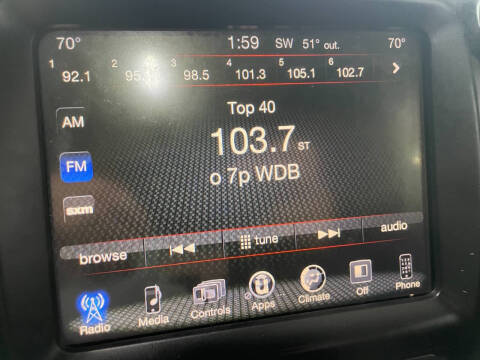 70° 1:59 SW 51° out. 70°
1 92.1 2 3 98.5 4 101.3 5 105.1 6 102.7 >
Top 40
AM
103.7 ST
FM
o 7p WDB
sxm
browse tune audio
Radio Media Controls Apps Climate Off Phone